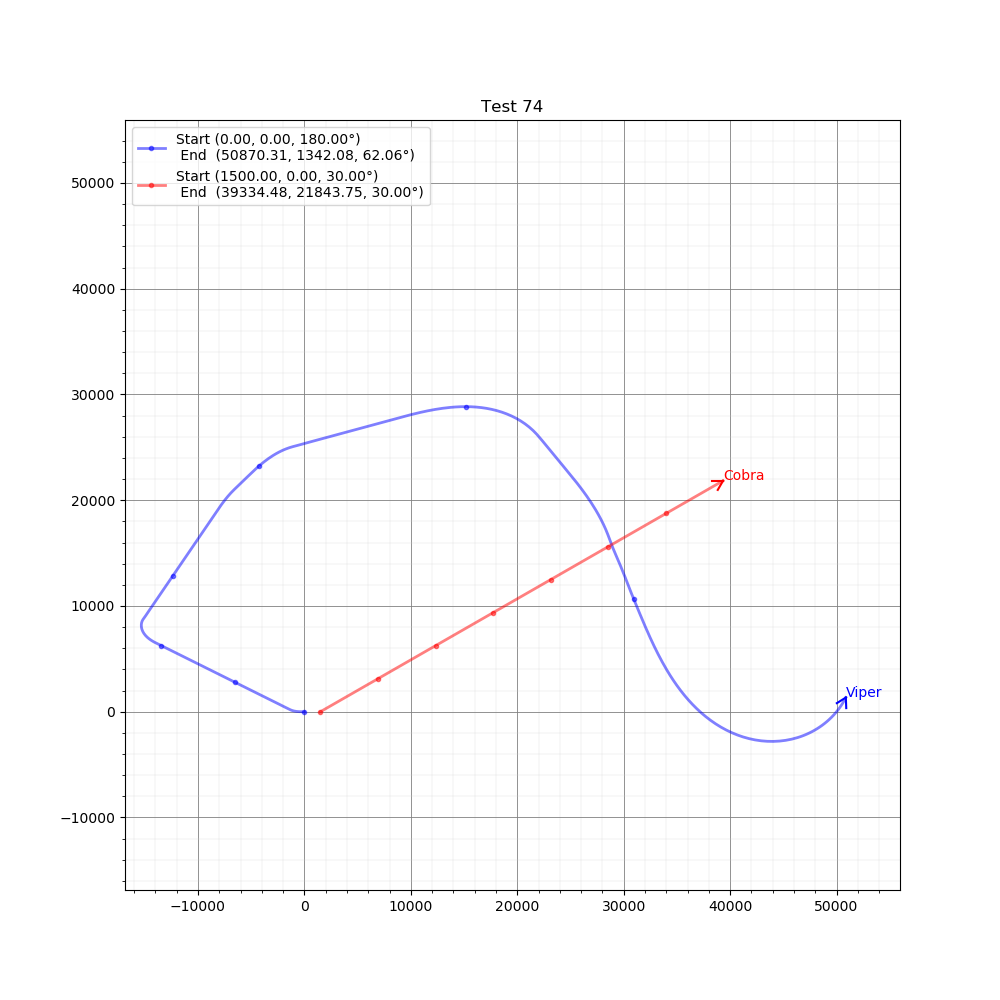 Test 74
Start (0.00, 0.00, 180.00°)
End (50870.31, 1342.08, 62.06°)
Start (1500.00, 0.00, 30.00°)
End (39334.48, 21843.75, 30.00°)
50000
40000
30000
20000
10000
0
−10000
Cobra
Viper
−10000 0 10000 20000 30000 40000 50000